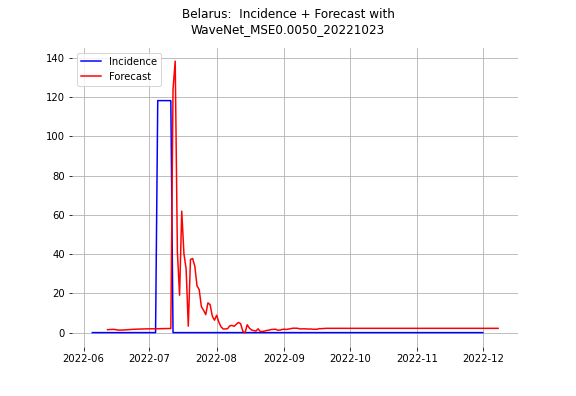 Belarus:  Incidence + Forecast with
WaveNet_MSE0.0050_20221023
Incidence
Forecast
140
120
100
80
60
40
20
0
2022-06 2022-07 2022-08 2022-09 2022-10 2022-11 2022-12